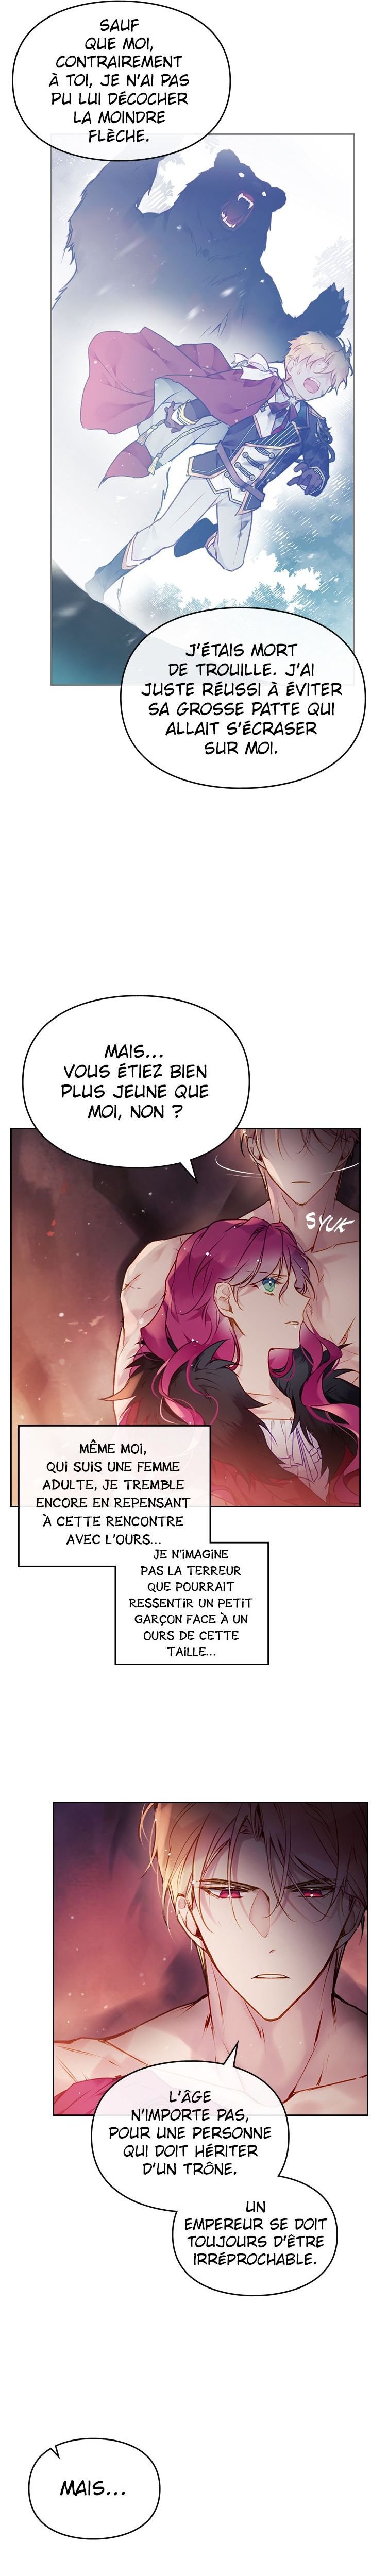 SAUF
QUE MOI,
CONTRAIREMENT
À TOI, JE N'AI PAS
PU LUI DÉCOCHER
LA MOINDRE
FLÈCHE.
J'ÉTAIS MORT
DE TROUILLE. J'AI
JUSTE RÉUSSI À ÉVITER
SA GROSSE PATTE QUI
ALLAIT S'ÉCRASER
SUR MOI.
MAIS...
VOUS ÉTIEZ BIEN
PLUS JEUNE QUE
MOI, NON ?
SYUK
MÊME MOI,
QUI SUIS UNE FEMME
ADULTE, JE TREMBLE
ENCORE EN REPENSANT
À CETTE RENCONTRE
AVEC L'OURS...
JE N'IMAGINE
PAS LA TERREUR
QUE POURRAIT
RESSENTIR UN PETIT
GARÇON FACE À UN
OURS DE CETTE
TAILLE...
L'ÂGE
N'IMPORTE PAS,
POUR UNE PERSONNE
QUI DOIT HÉRITER
D'UN TRÔNE.
UN
EMPEREUR SE DOIT
TOUJOURS D'ÊTRE
IRRÉPROCHABLE.
MAIS...